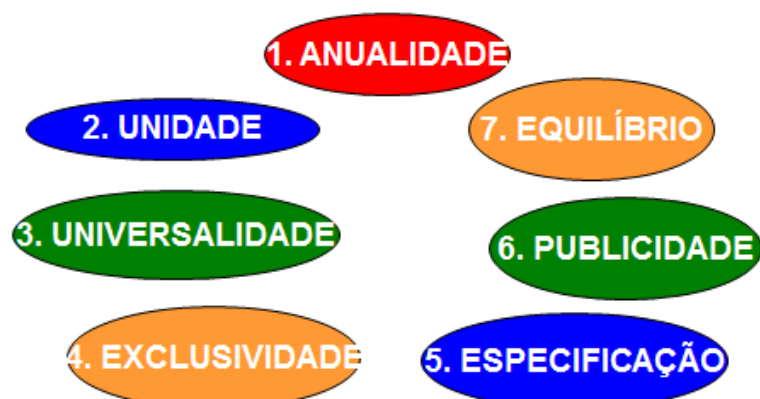 1. ANUALIDADE
2. UNIDADE
3. UNIVERSALIDADE
4. EXCLUSIVIDADE
5. ESPECIFICAÇÃO
6. PUBLICIDADE
7. EQUILÍBRIO